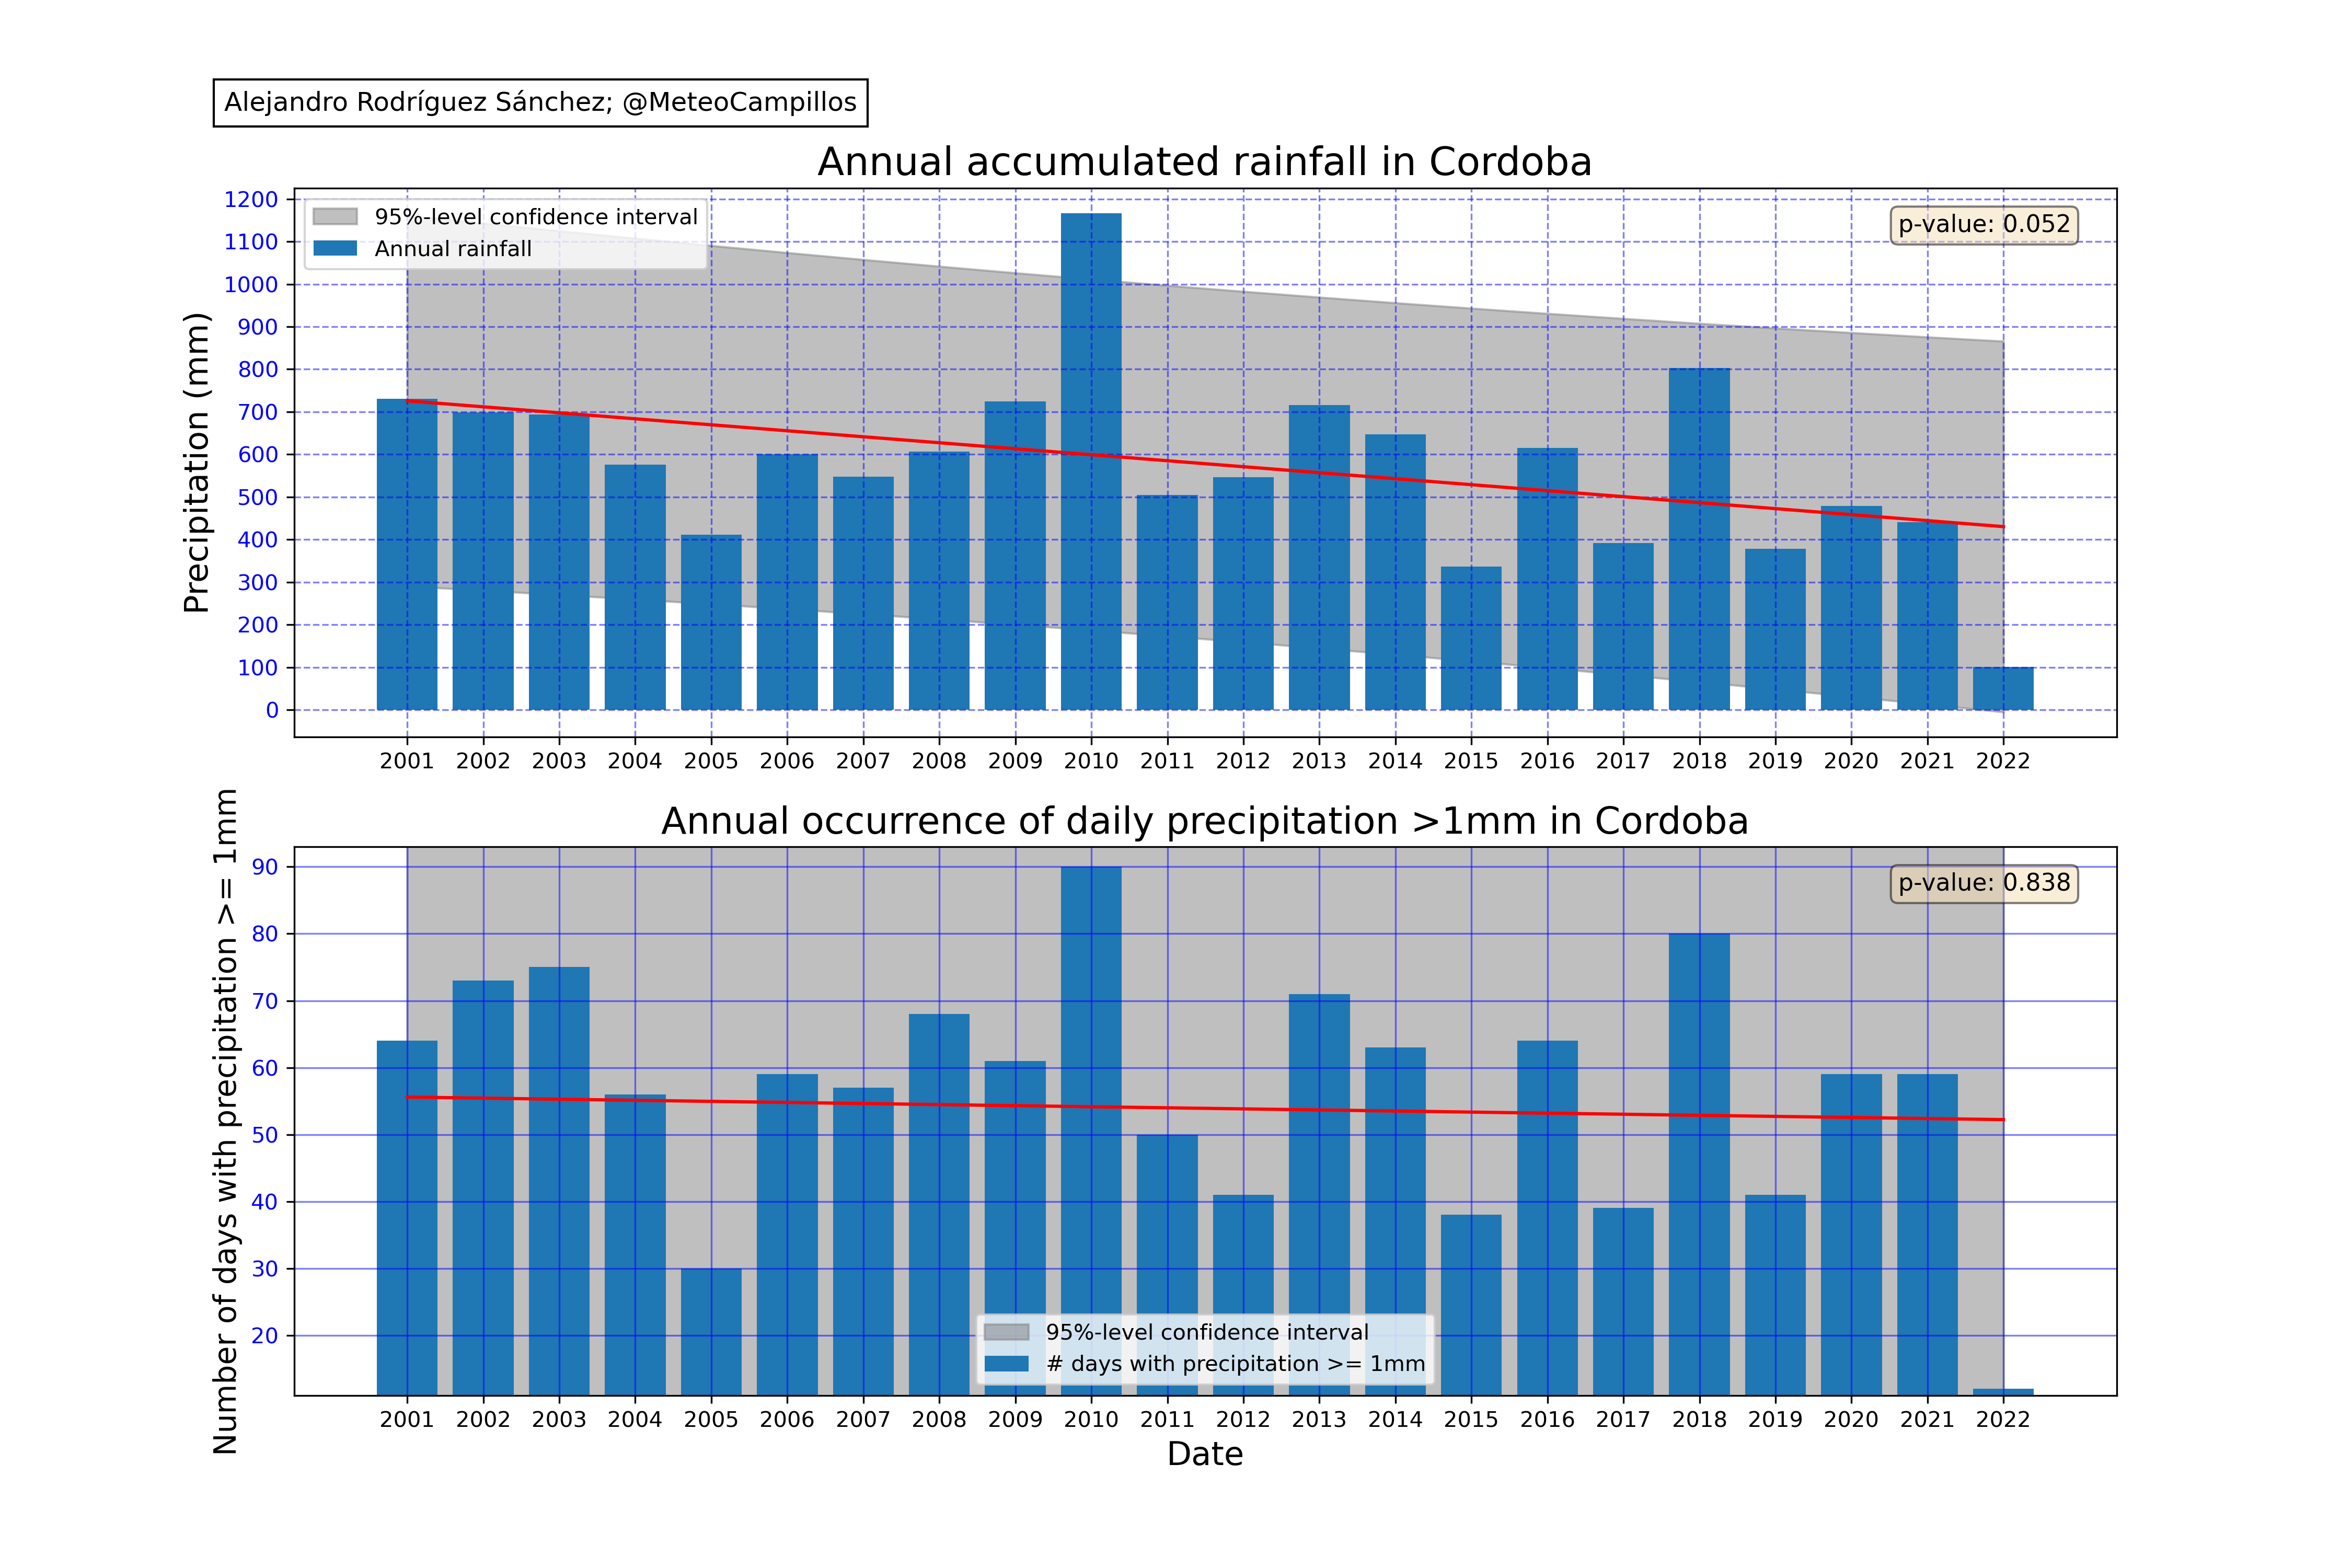 Alejandro Rodríguez Sánchez; @MeteoCampillos
Annual accumulated rainfall in Cordoba
Precipitation (mm)
1200
1100
1000
900
800
700
600
500
400
300
200
100
0
95%-level confidence interval
Annual rainfall
p-value: 0.052
2001 2002 2003 2004 2005 2006 2007 2008 2009 2010 2011 2012 2013 2014 2015 2016 2017 2018 2019 2020 2021 2022
Annual occurrence of daily precipitation >1mm in Cordoba
Number of days with precipitation >= 1mm
90
80
70
60
50
40
30
20
p-value: 0.838
95%-level confidence interval
# days with precipitation >= 1mm
2001 2002 2003 2004 2005 2006 2007 2008 2009 2010 2011 2012 2013 2014 2015 2016 2017 2018 2019 2020 2021 2022
Date